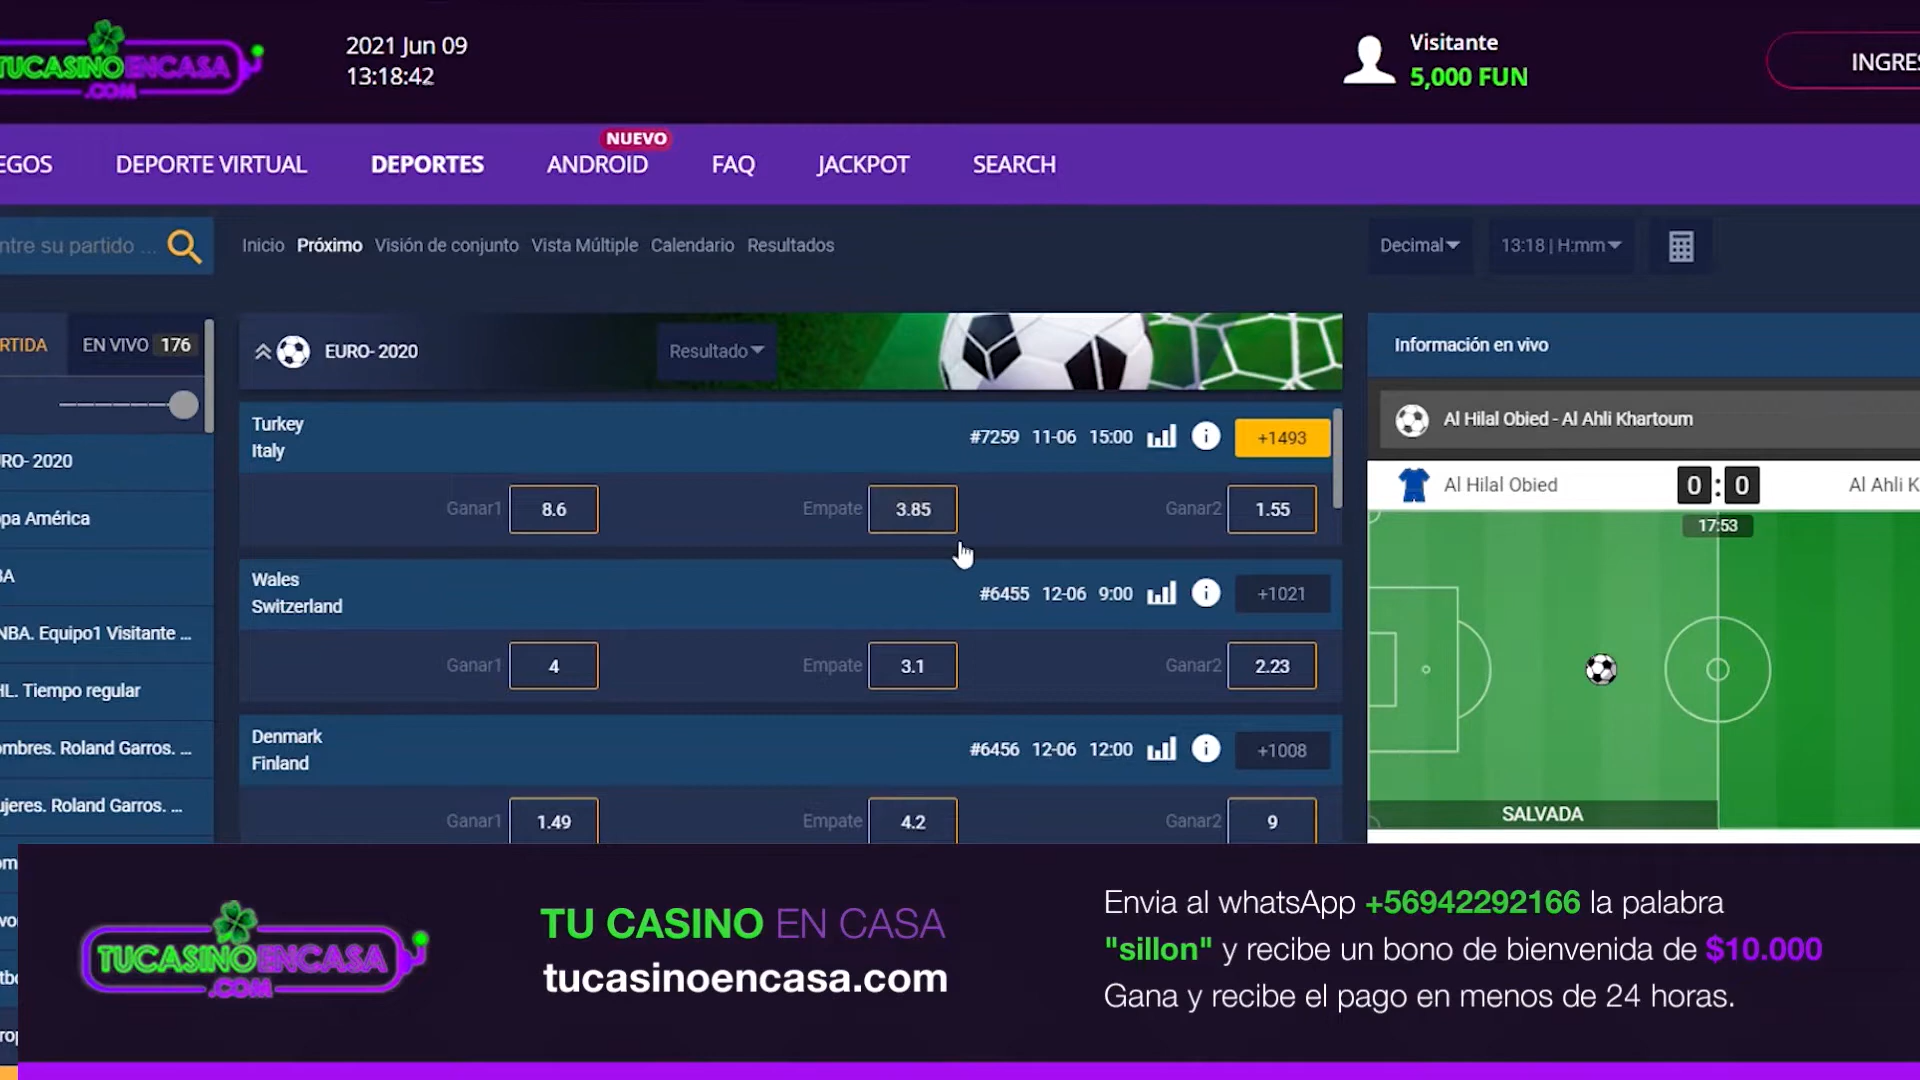 TUCASINOENCASA
.COM
2021 Jun 09
13:18:42
Visitante
5,000 FUN
INGRES
EGOS
DEPORTE VIRTUAL
DEPORTES
NUEVO
ANDROID
FAQ
JACKPOT
SEARCH
ntre su partido ...
Inicio Próximo Visión de conjunto Vista Múltiple Calendario Resultados
Decimal
13:18 | H:mm
RTIDA
EN VIVO 176
RO- 2020
pa América
BA
NBA. Equipo1 Visitante ...
HL. Tiempo regular
ombres. Roland Garros. ...
ujeres. Roland Garros. ...
EURO- 2020
Resultado
Turkey
Italy
#7259 11-06 15:00
+1493
Ganar1 8.6 Empate 3.85 Ganar2 1.55
Wales
Switzerland
#6455 12-06 9:00
+1021
Ganar1 4 Empate 3.1 Ganar2 2.23
Denmark
Finland
#6456 12-06 12:00
+1008
Ganar1 1.49 Empate 4.2 Ganar2 9
Información en vivo
Al Hilal Obied - Al Ahli Khartoum
Al Hilal Obied 0 : 0 Al Ahli K
17:53
SALVADA
TUCASINOENCASA
.COM
TU CASINO EN CASA
tucasinoencasa.com
Envia al whatsApp +56942292166 la palabra
"sillon" y recibe un bono de bienvenida de $10.000
Gana y recibe el pago en menos de 24 horas.